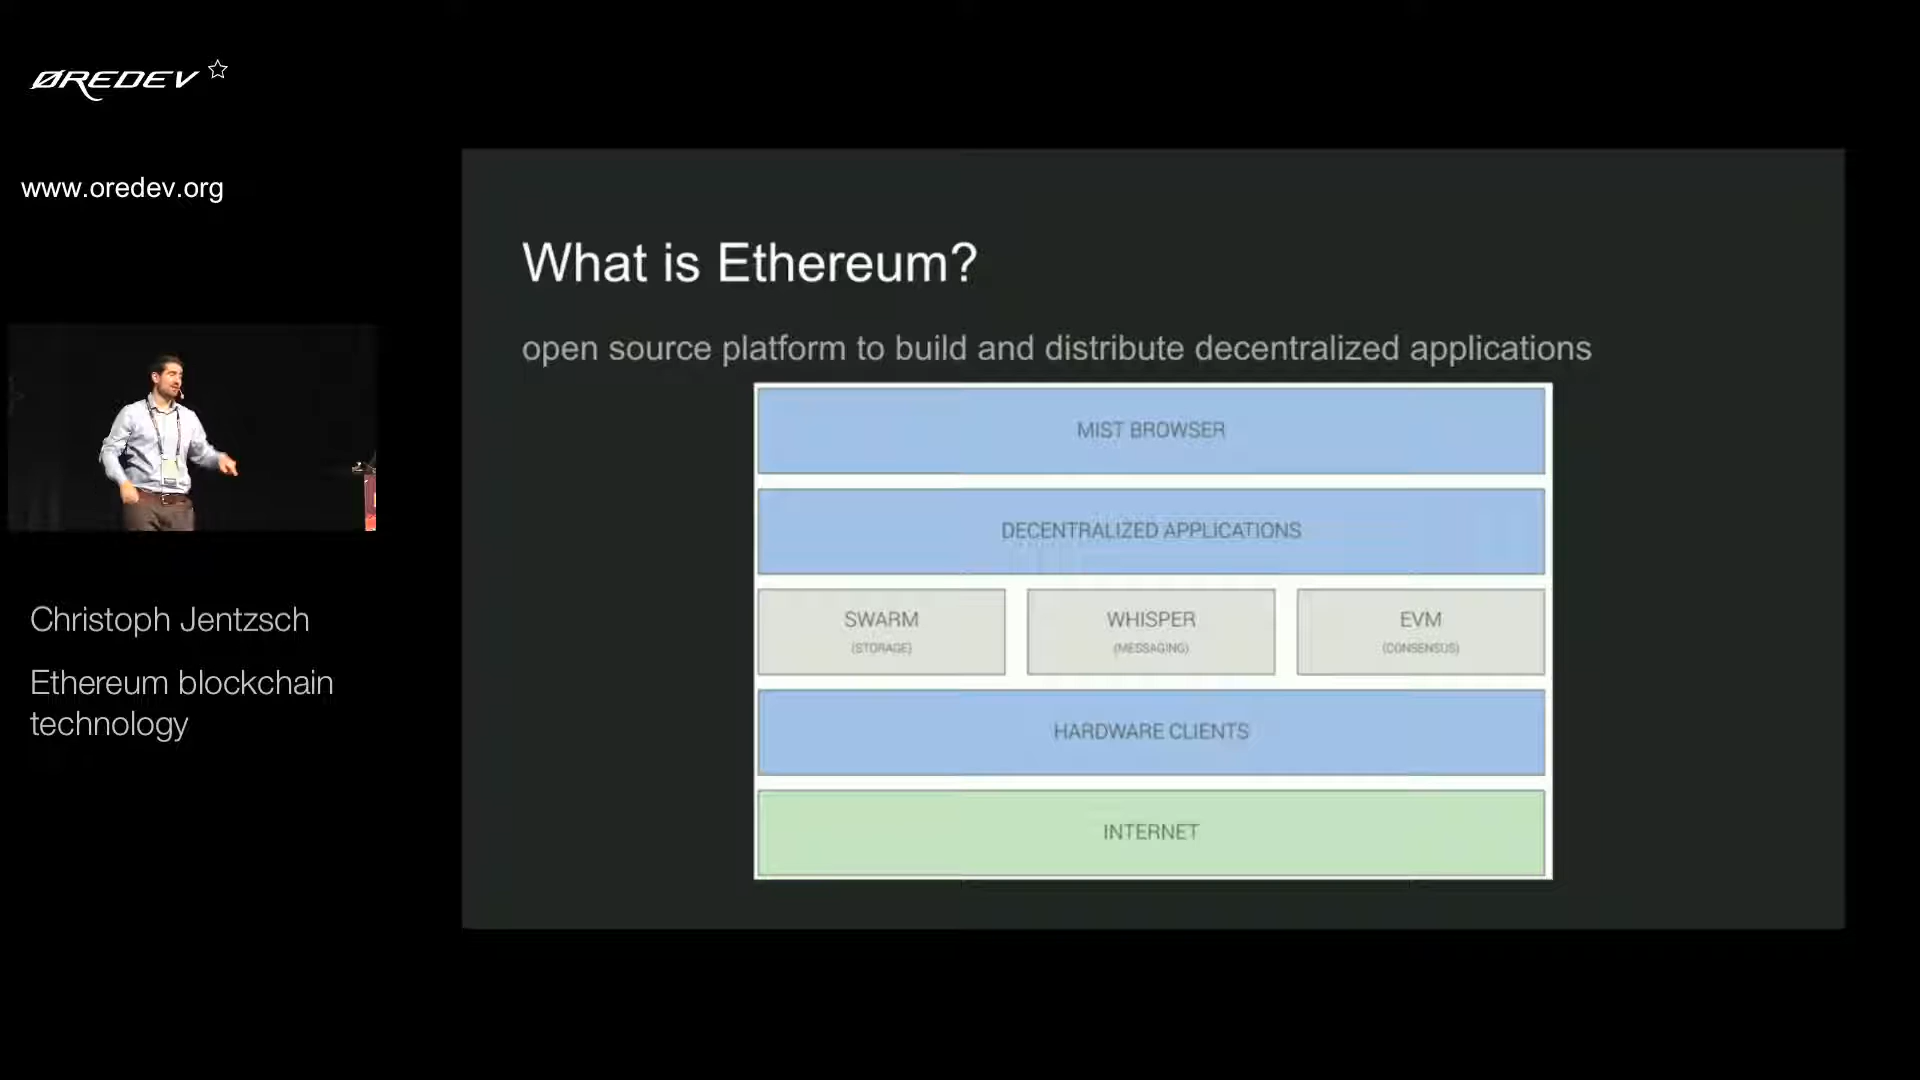 ØREDEV
www.oredev.org
What is Ethereum?
open source platform to build and distribute decentralized applications
MIST BROWSER
DECENTRALIZED APPLICATIONS
SWARM
(STORAGE)
WHISPER
(MESSAGING)
EVM
(CONSENSUS)
HARDWARE CLIENTS
INTERNET
Christoph Jentzsch
Ethereum blockchain
technology